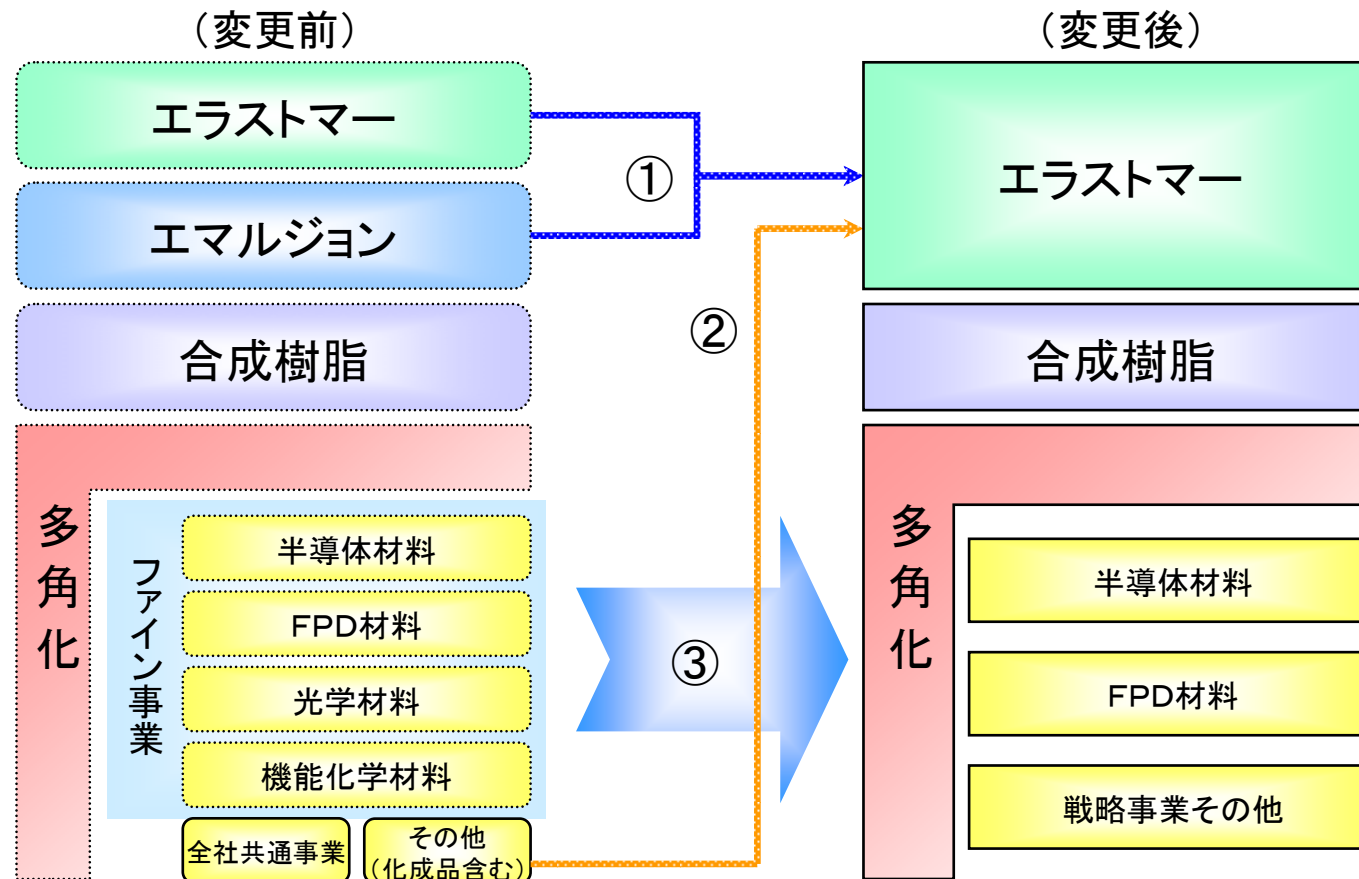 (変更前)
エラストマー
エマルジョン
合成樹脂
多角化
ファイン事業
半導体材料
FPD材料
光学材料
機能化学材料
全社共通事業
その他
(化成品含む)
①
②
③
(変更後)
エラストマー
合成樹脂
多角化
半導体材料
FPD材料
戦略事業その他